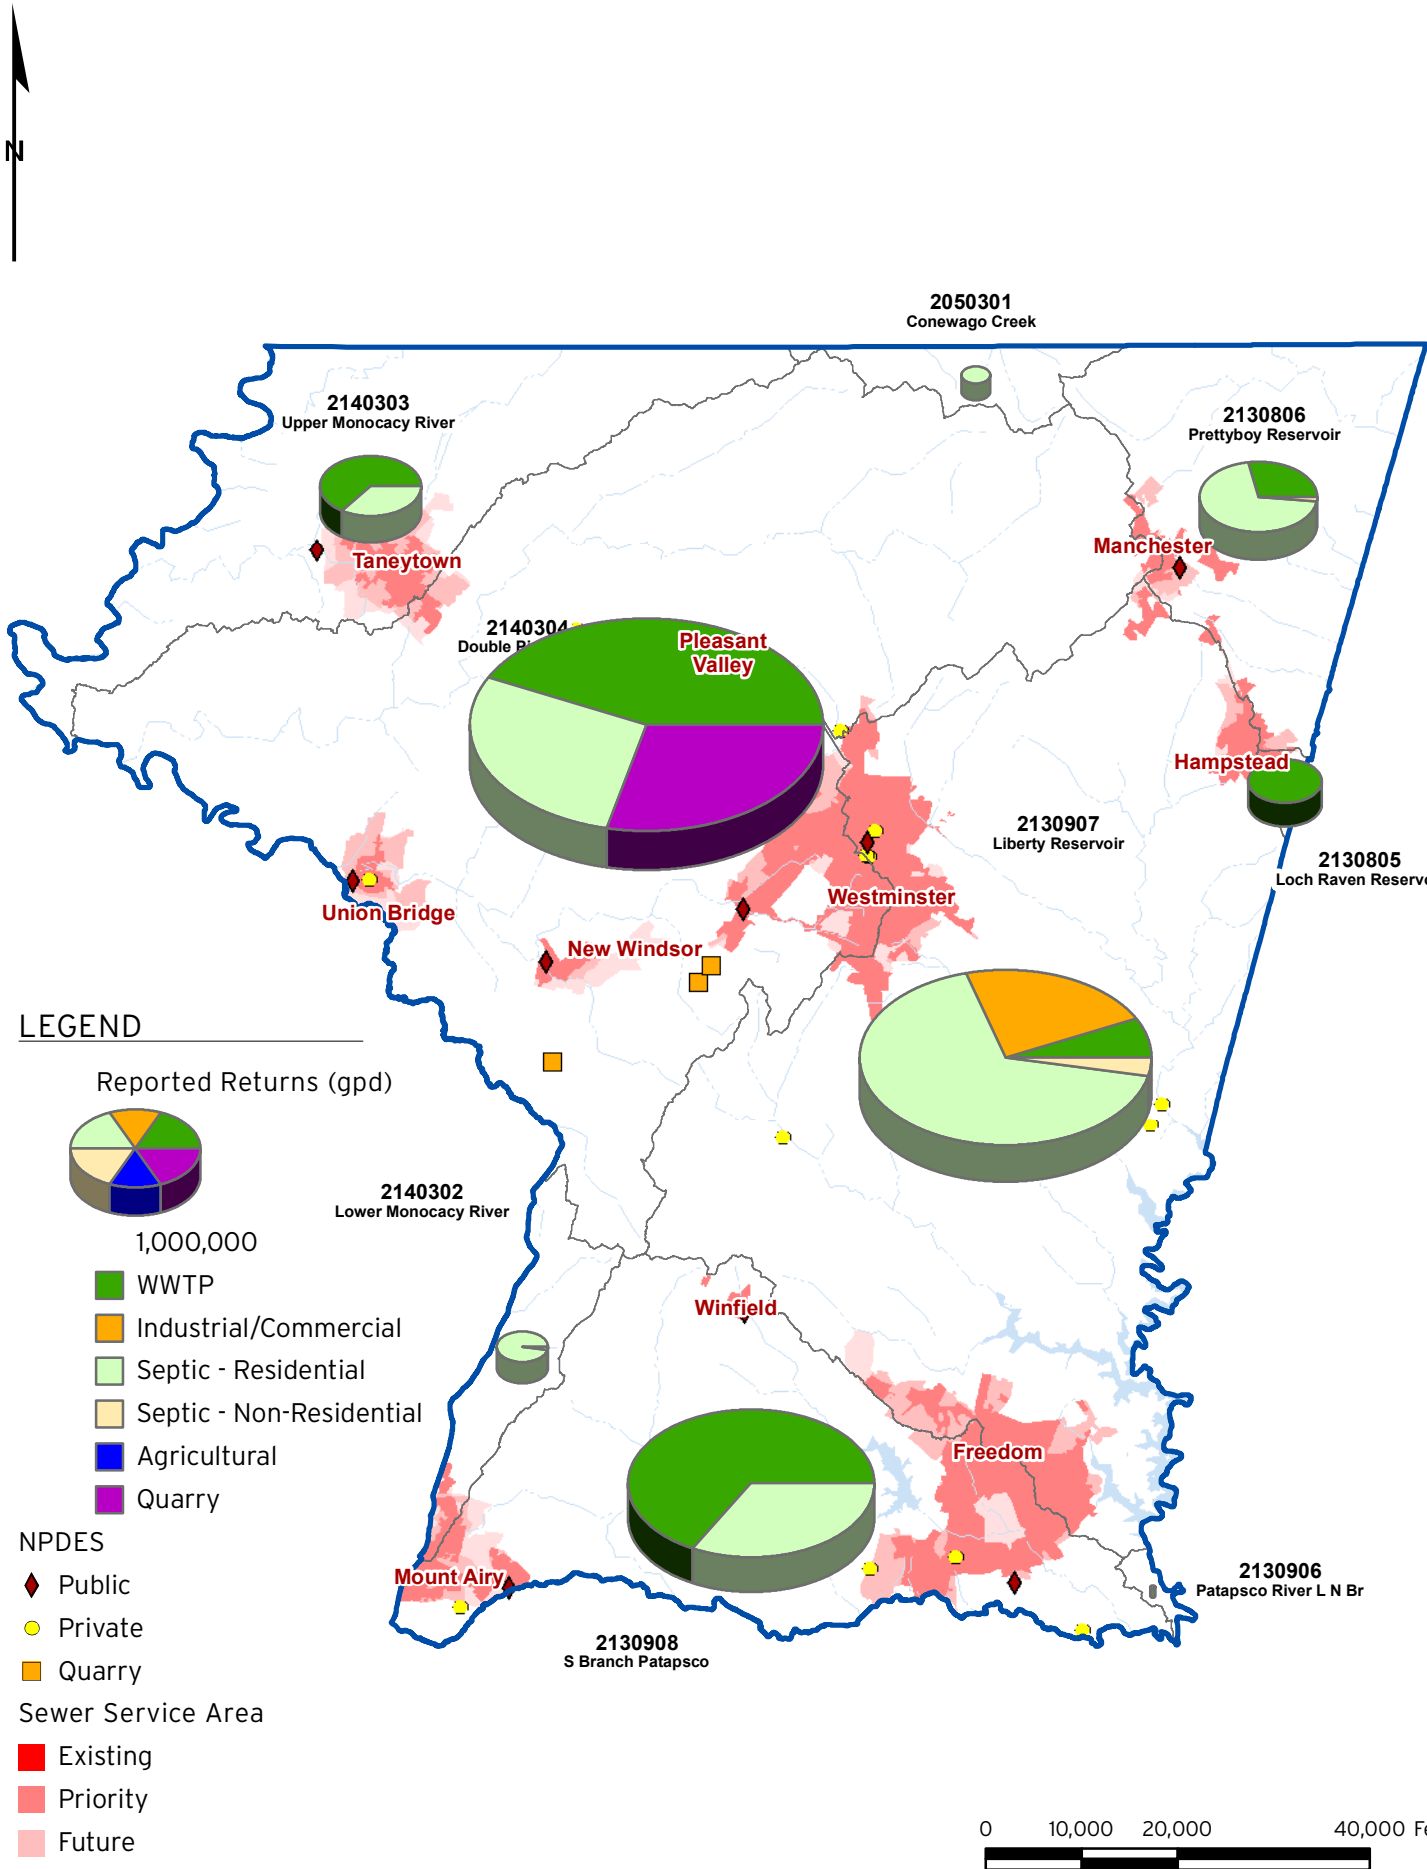 N
2050301
Conewago Creek
2140303
Upper Monocacy River
2130806
Prettyboy Reservoir
Manchester
Taneytown
2140304
Double
Pleasant
Valley
Hampstead
2130907
Liberty Reservoir
2130805
Loch Raven
Westminster
Union Bridge
New Windsor
LEGEND
Reported Returns (gpd)
1,000,000
WWTP
Industrial/Commercial
Septic - Residential
Septic - Non-Residential
Agricultural
Quarry
NPDES
Public
Private
Quarry
Sewer Service Area
Existing
Priority
Future
2140302
Lower Monocacy River
Winfield
Freedom
Mount Airy
2130906
Patapsco River L N Br
2130908
S Branch Patapsco
0 10,000 20,000 40,000